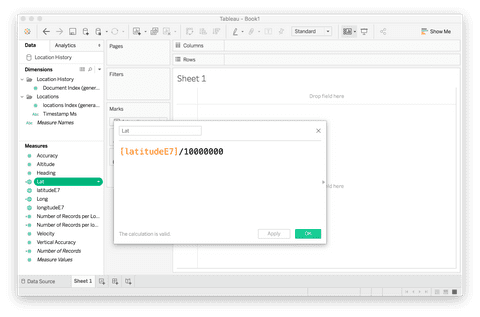 Tableau - Book1
Standard
Show Me
Data
Analytics
Pages
Columns
Rows
Location History
Dimensions
Location History
Document Index (gener...
Locations
locations Index (genera...
Timestamp Ms
Measure Names
Filters
Marks
Sheet 1
Drop field here
Lat
[latitudeE7]/10000000
The calculation is valid.
Apply
OK
field here
Measures
Accuracy
Altitude
Heading
Lat
latitudeE7
Long
longitudeE7
Number of Records per Lo...
Number of Records per lo...
Velocity
Vertical Accuracy
Number of Records
Measure Values
Data Source
Sheet 1